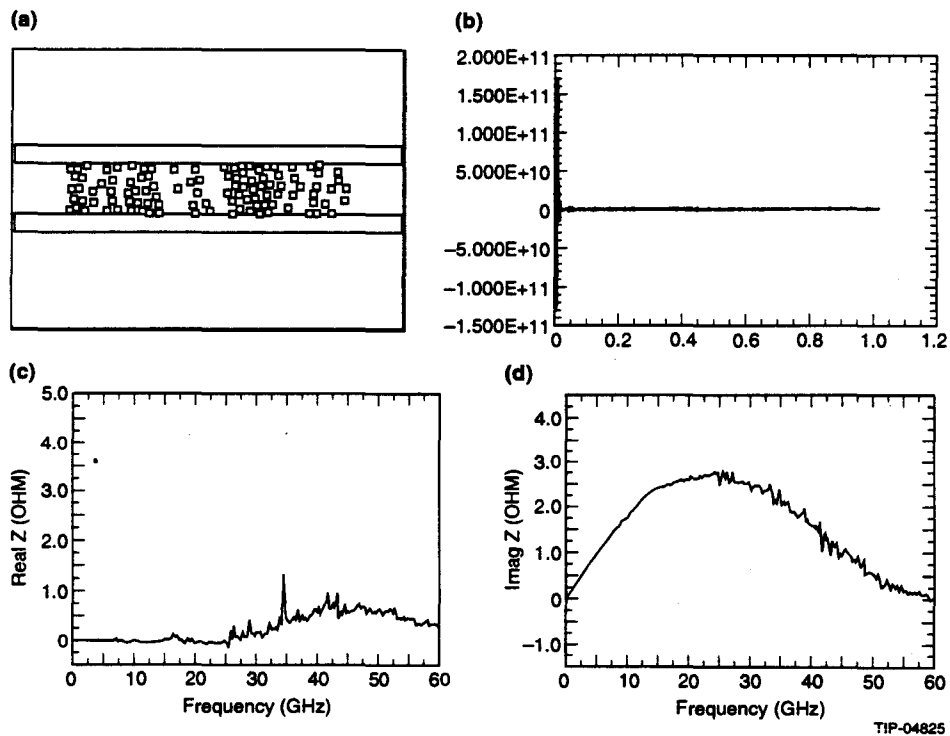 (a)
(b)
2.000E+11
1.500E+11
1.000E+11
5.000E+10
0
−5.000E+10
−1.000E+11
−1.500E+11
0 0.2 0.4 0.6 0.8 1.0 1.2
(c)
5.0
4.0
3.0
2.0
1.0
0
Real Z (OHM)
0 10 20 30 40 50 60
Frequency (GHz)
(d)
4.0
3.0
2.0
1.0
0
−1.0
Imag Z (OHM)
0 10 20 30 40 50 60
Frequency (GHz)
TIP-04825